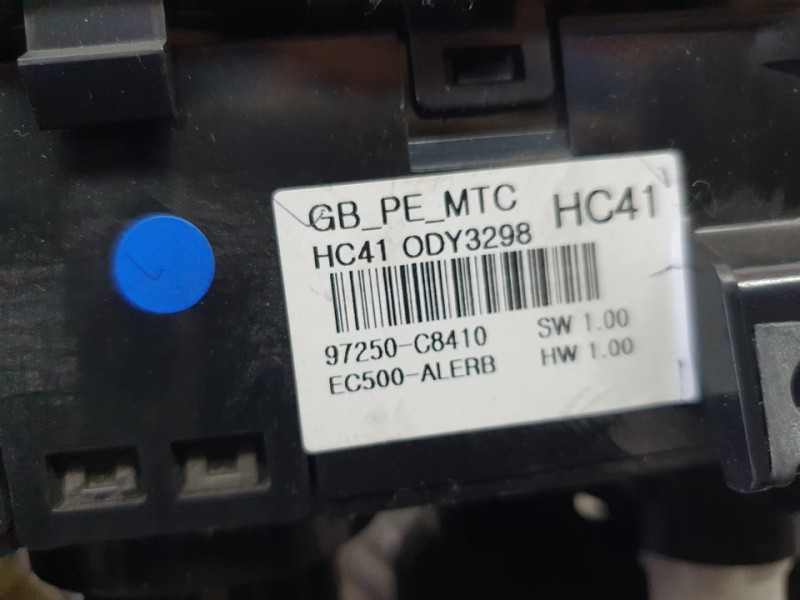 GB_PE_MTC HC41
HC41 ODY3298
97250-C8410 SW 1.00
EC500-ALERB HW 1.00